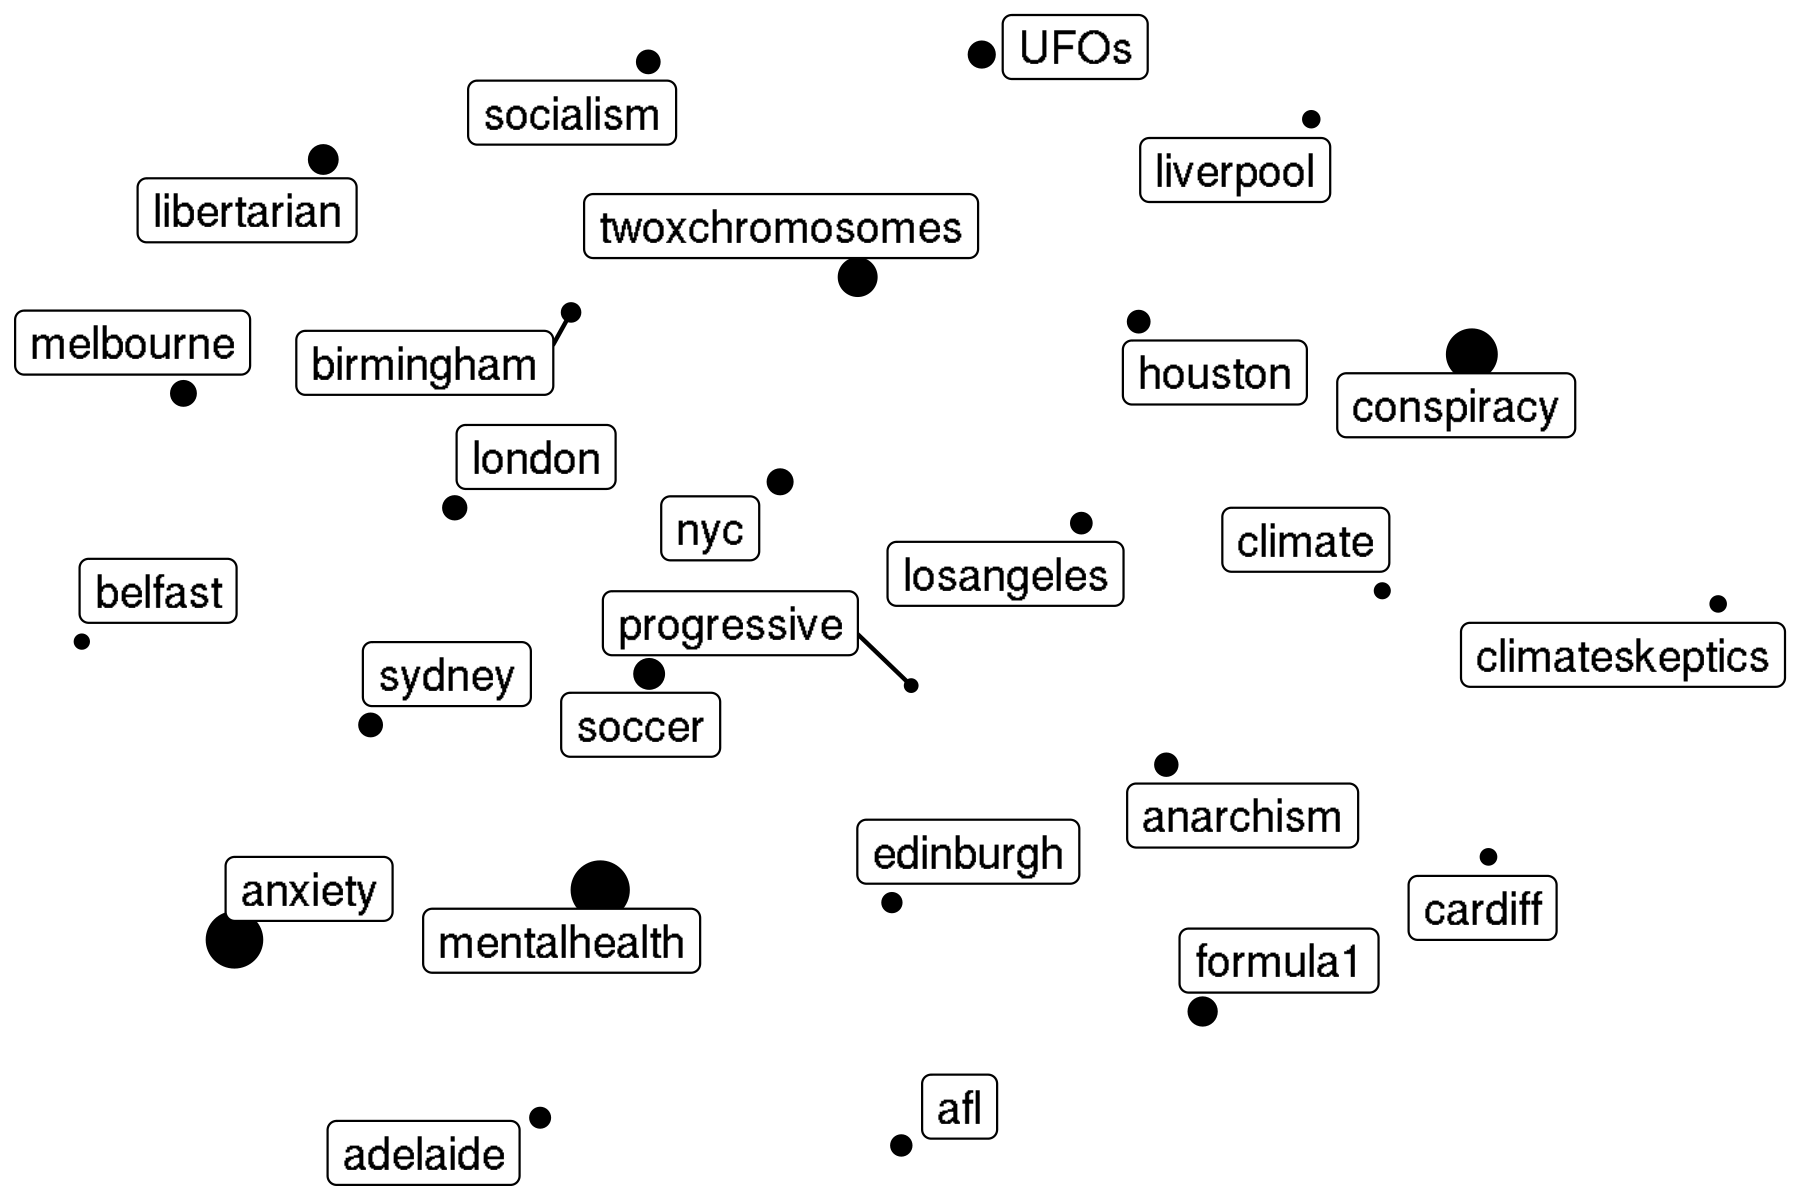 UFOs
socialism
liverpool
libertarian
twoxchromosomes
melbourne
birmingham
houston
conspiracy
london
nyc
climate
losangeles
belfast
progressive
climateskeptics
sydney
soccer
anarchism
edinburgh
anxiety
cardiff
mentalhealth
formula1
afl
adelaide